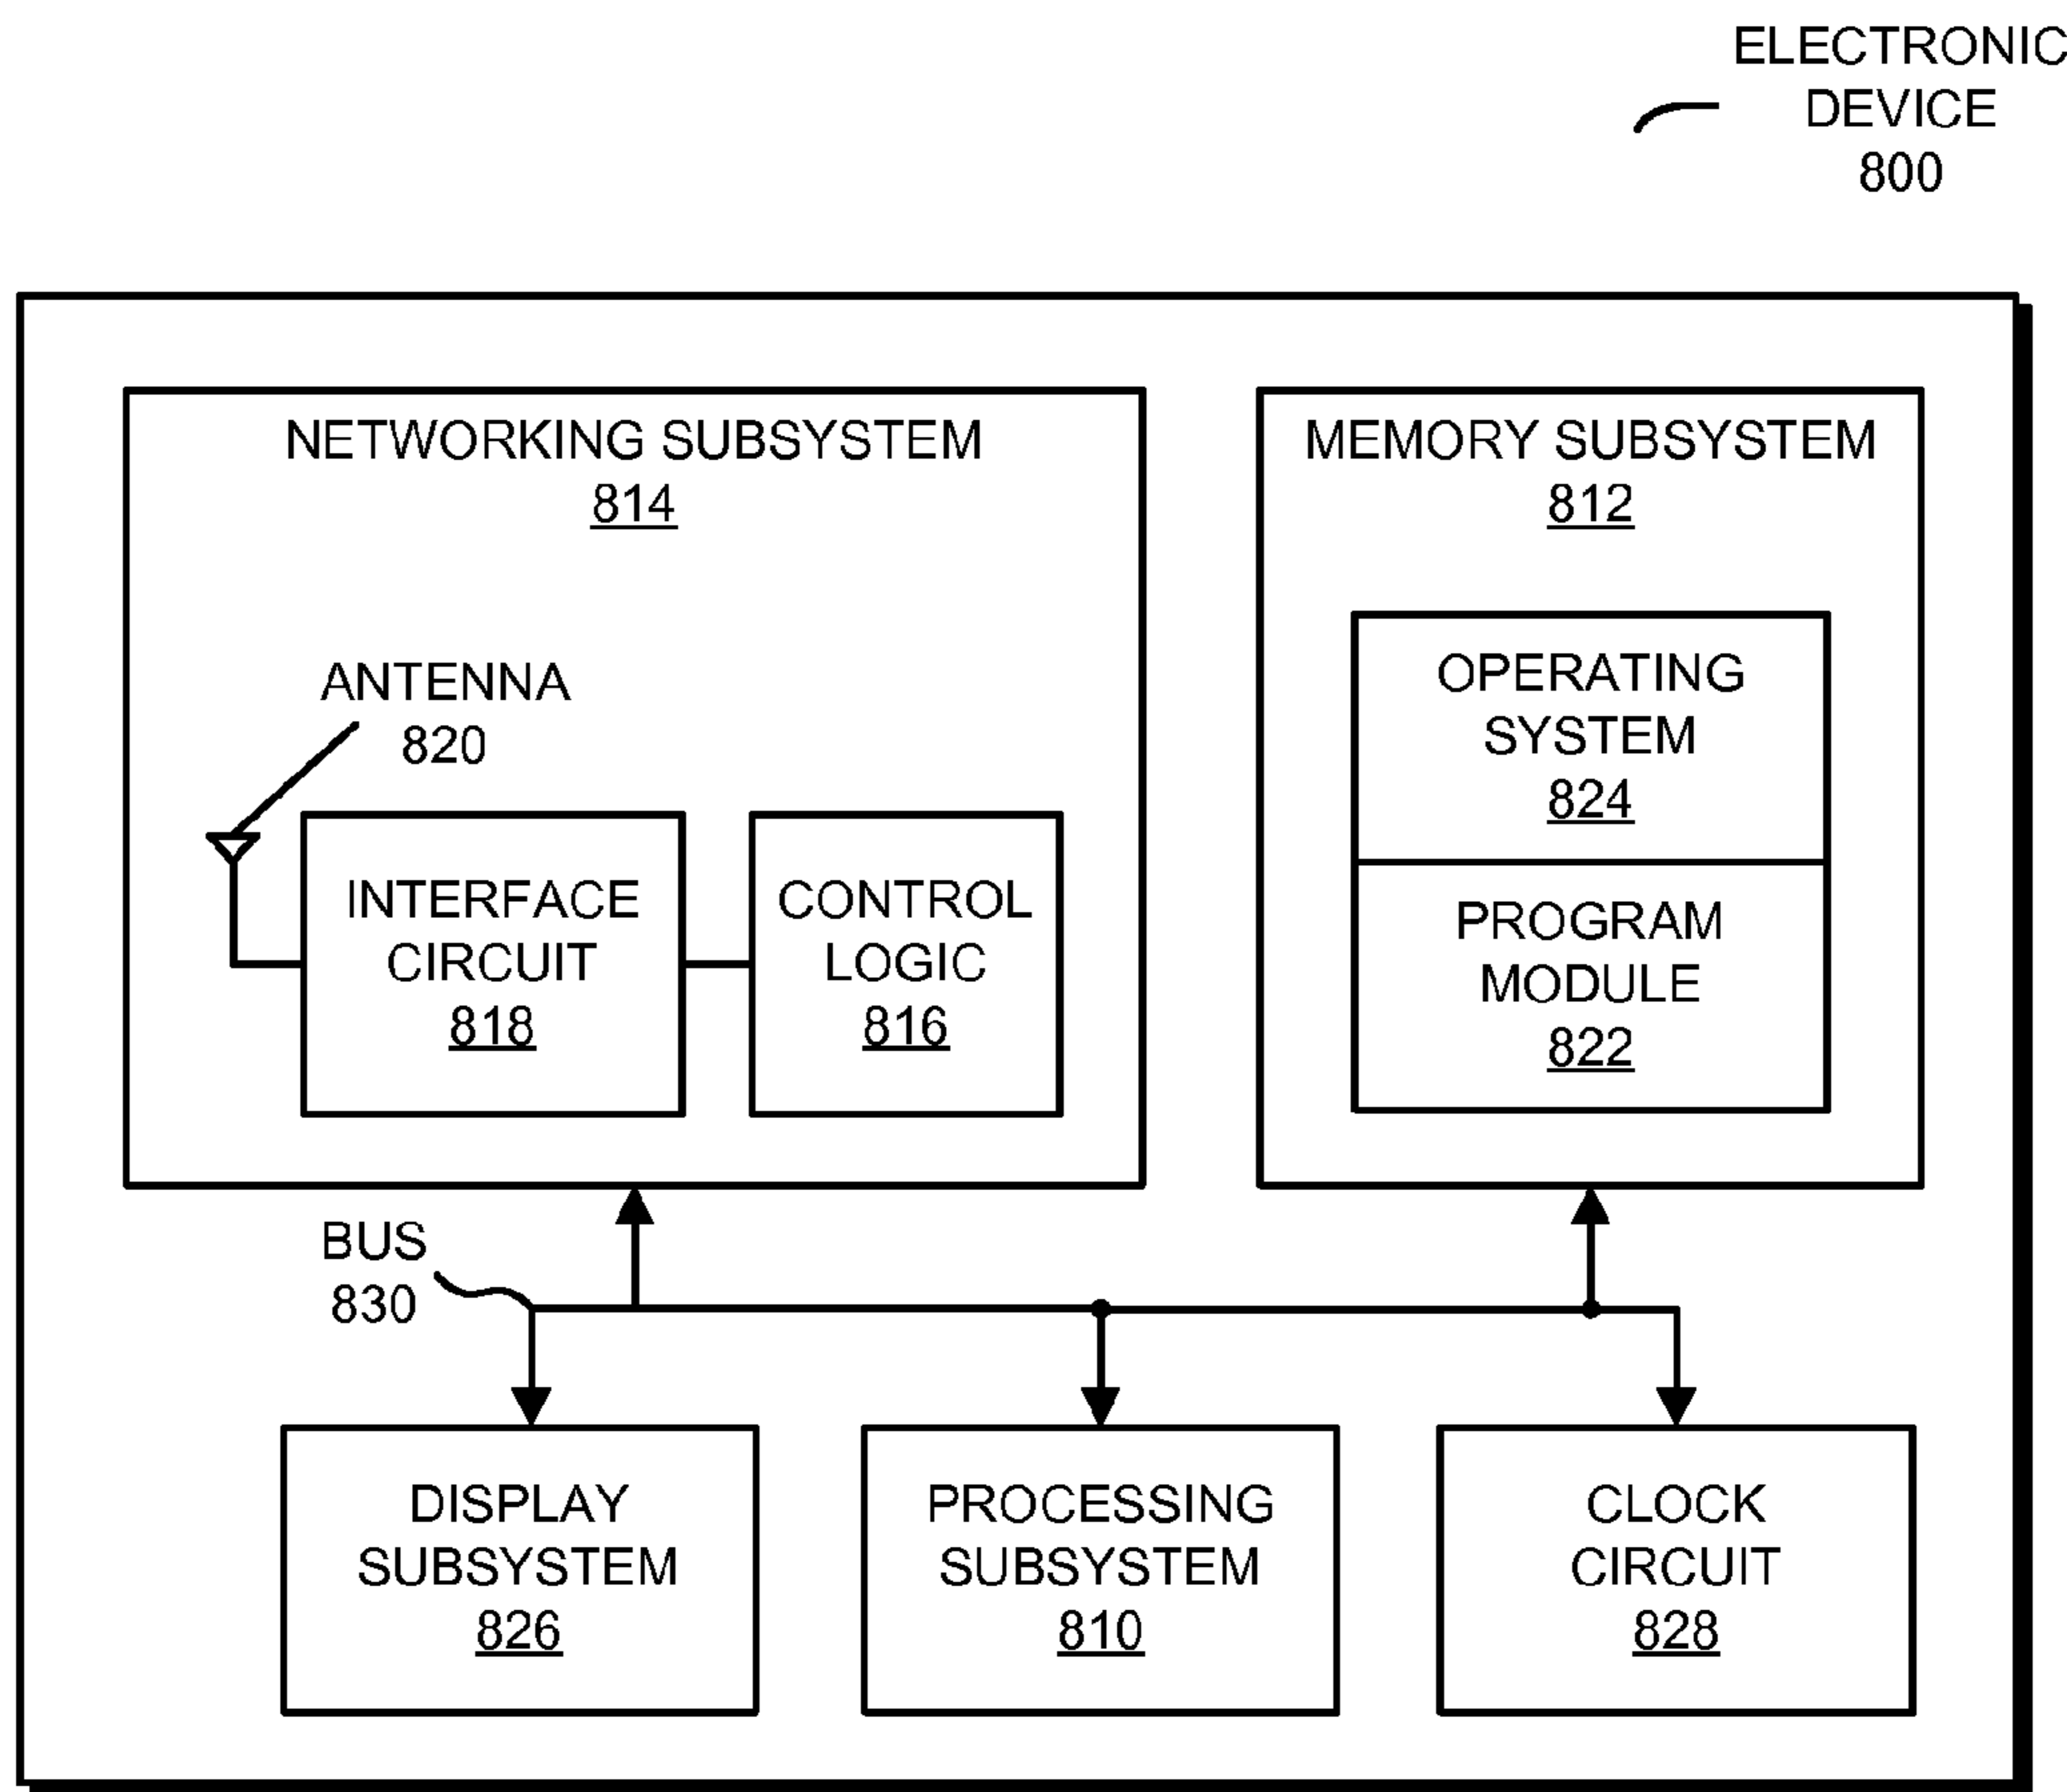 ELECTRONIC
DEVICE
800
NETWORKING SUBSYSTEM
814
MEMORY SUBSYSTEM
812
ANTENNA
820
INTERFACE
CIRCUIT
818
CONTROL
LOGIC
816
OPERATING
SYSTEM
824
PROGRAM
MODULE
822
BUS
830
DISPLAY
SUBSYSTEM
826
PROCESSING
SUBSYSTEM
810
CLOCK
CIRCUIT
828